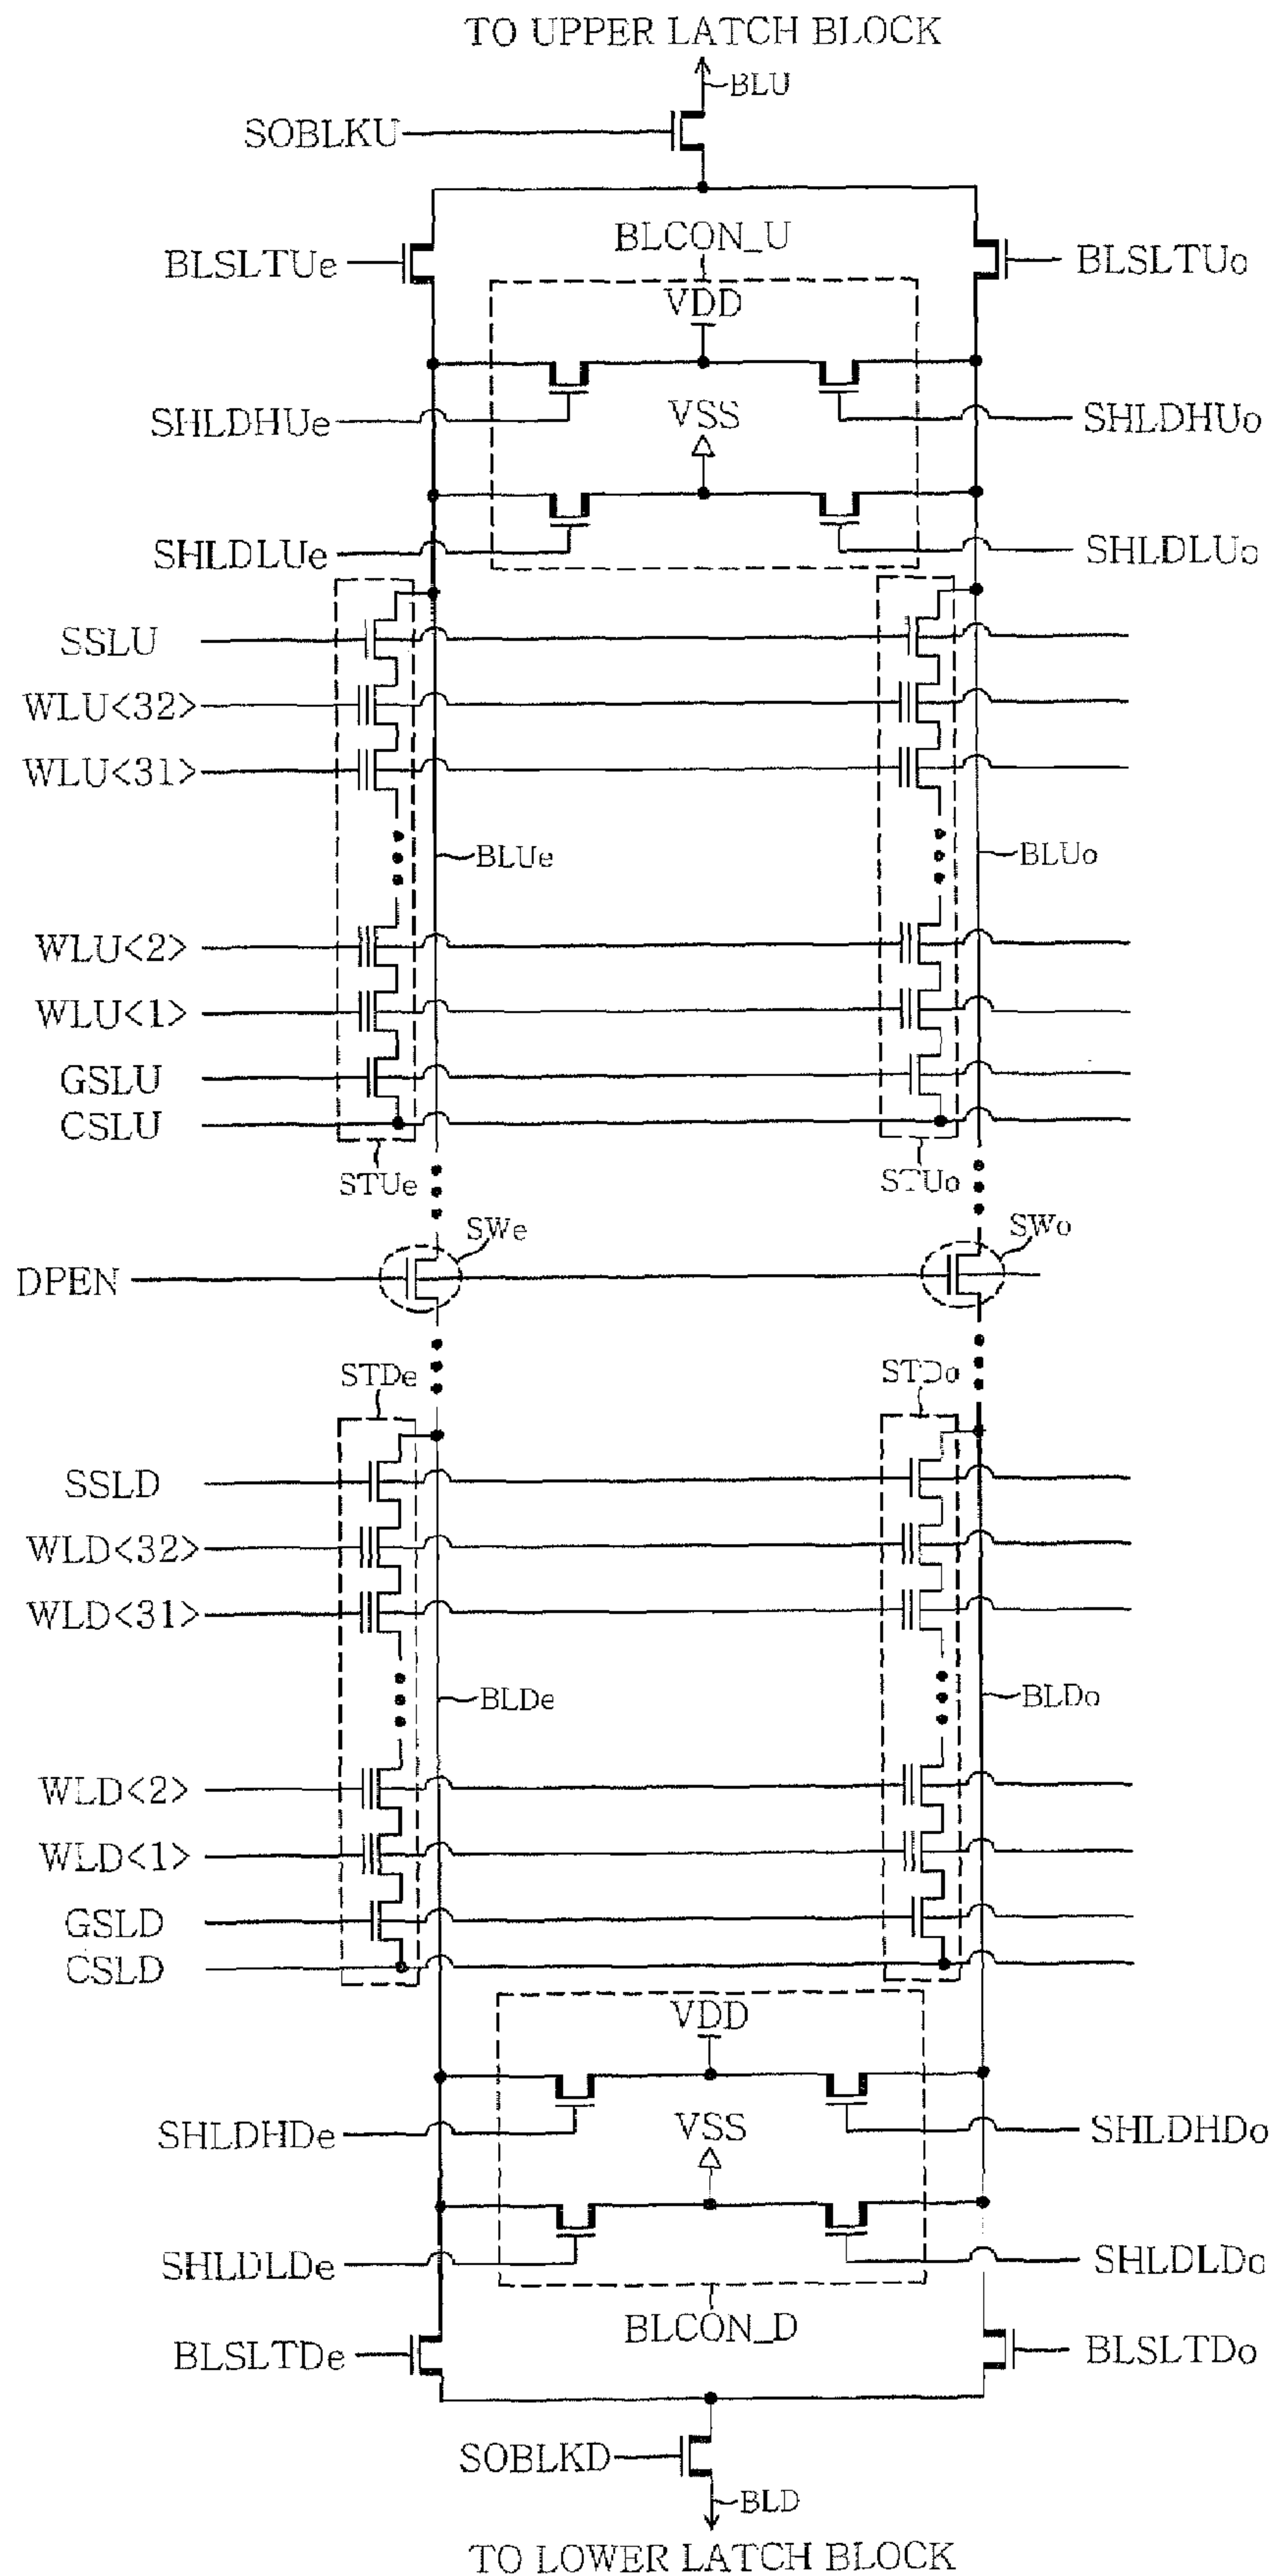 TO UPPER LATCH BLOCK
BLU
SOBLKU
BLCON_U
BLSLTUe
BLSLTUo
VDD
SHLDHUe
VSS
SHLDHUo
SHLDLUe
SHLDLUo
SSLU
WLU<32>
WLU<31>
BLUe
BLUo
WLU<2>
WLU<1>
GSLU
CSLU
STUe
STUo
SWe
SWo
DPEN
STDe
STDo
SSLD
WLD<32>
WLD<31>
BLDe
BLDo
WLD<2>
WLD<1>
GSLD
CSLD
VDD
SHLDHDe
VSS
SHLDHDo
SHLDLDe
SHLDLDo
BLCON_D
BLSLTDe
BLSLTDo
SOBLKD
BLD
TO LOWER LATCH BLOCK